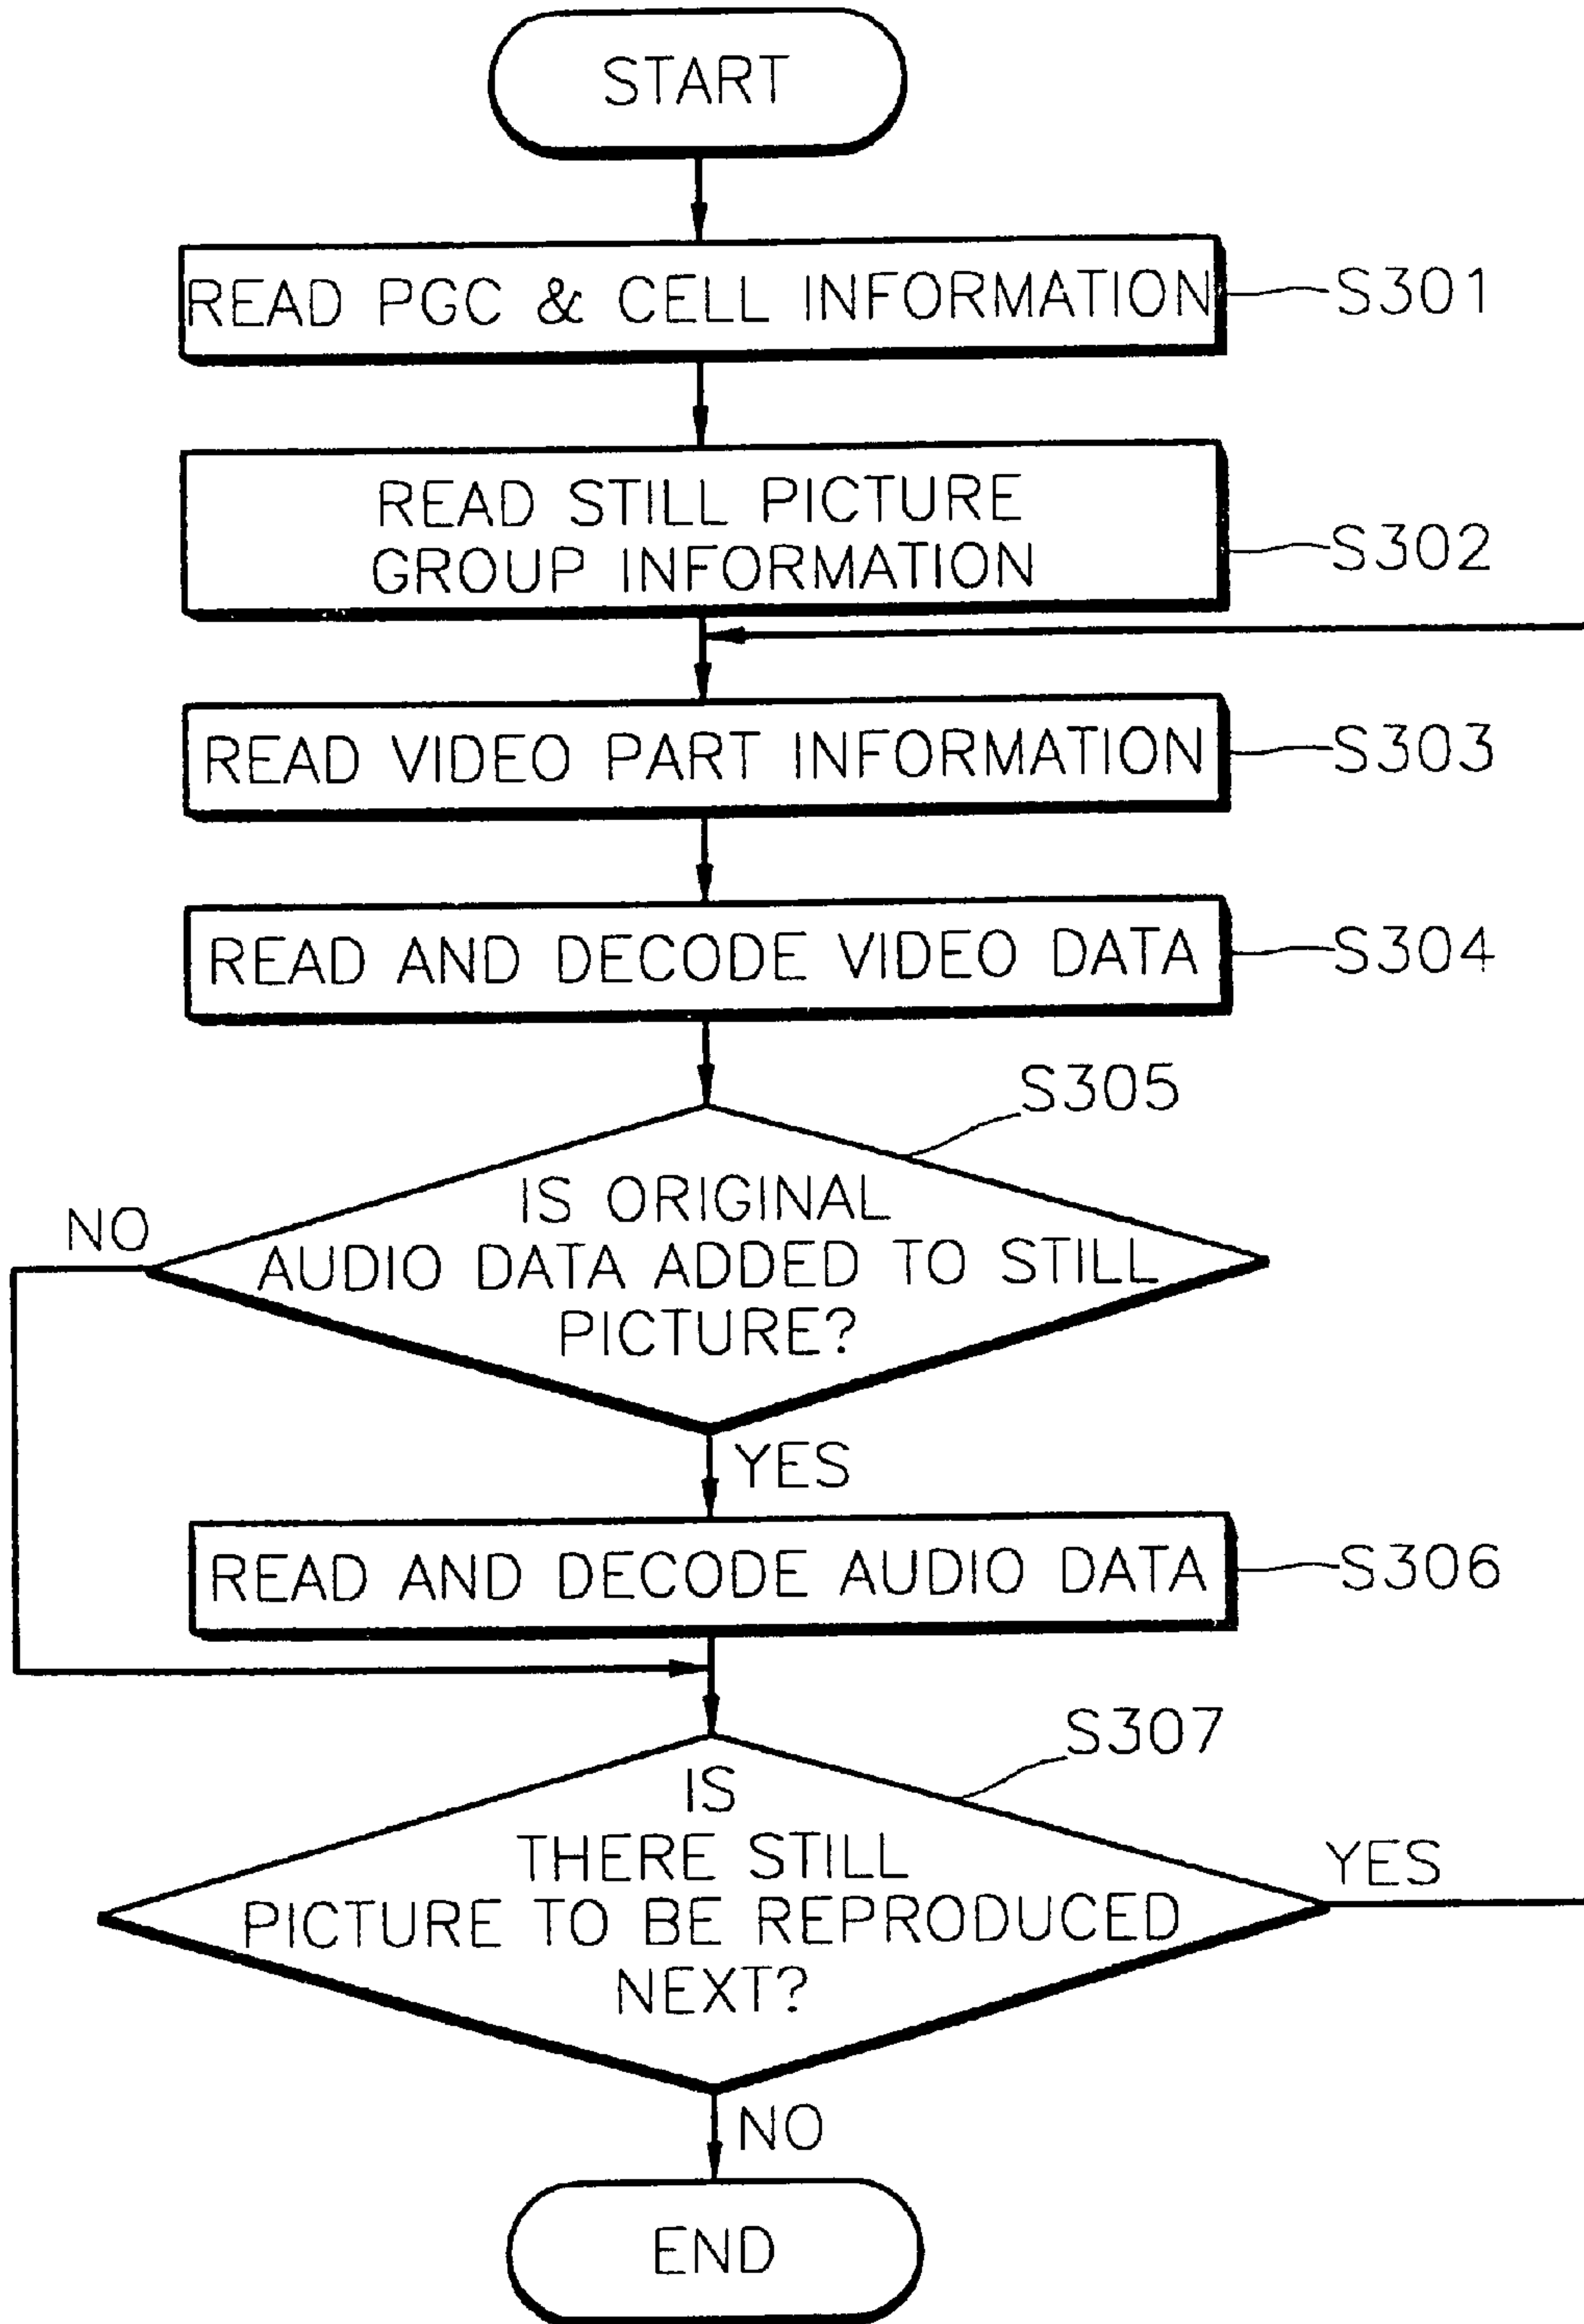 START
READ PGC & CELL INFORMATION
S301
READ STILL PICTURE
GROUP INFORMATION
S302
READ VIDEO PART INFORMATION
S303
READ AND DECODE VIDEO DATA
S304
S305
IS ORIGINAL
AUDIO DATA ADDED TO STILL
PICTURE?
NO
YES
READ AND DECODE AUDIO DATA
S306
S307
IS
THERE STILL
PICTURE TO BE REPRODUCED
NEXT?
YES
NO
END